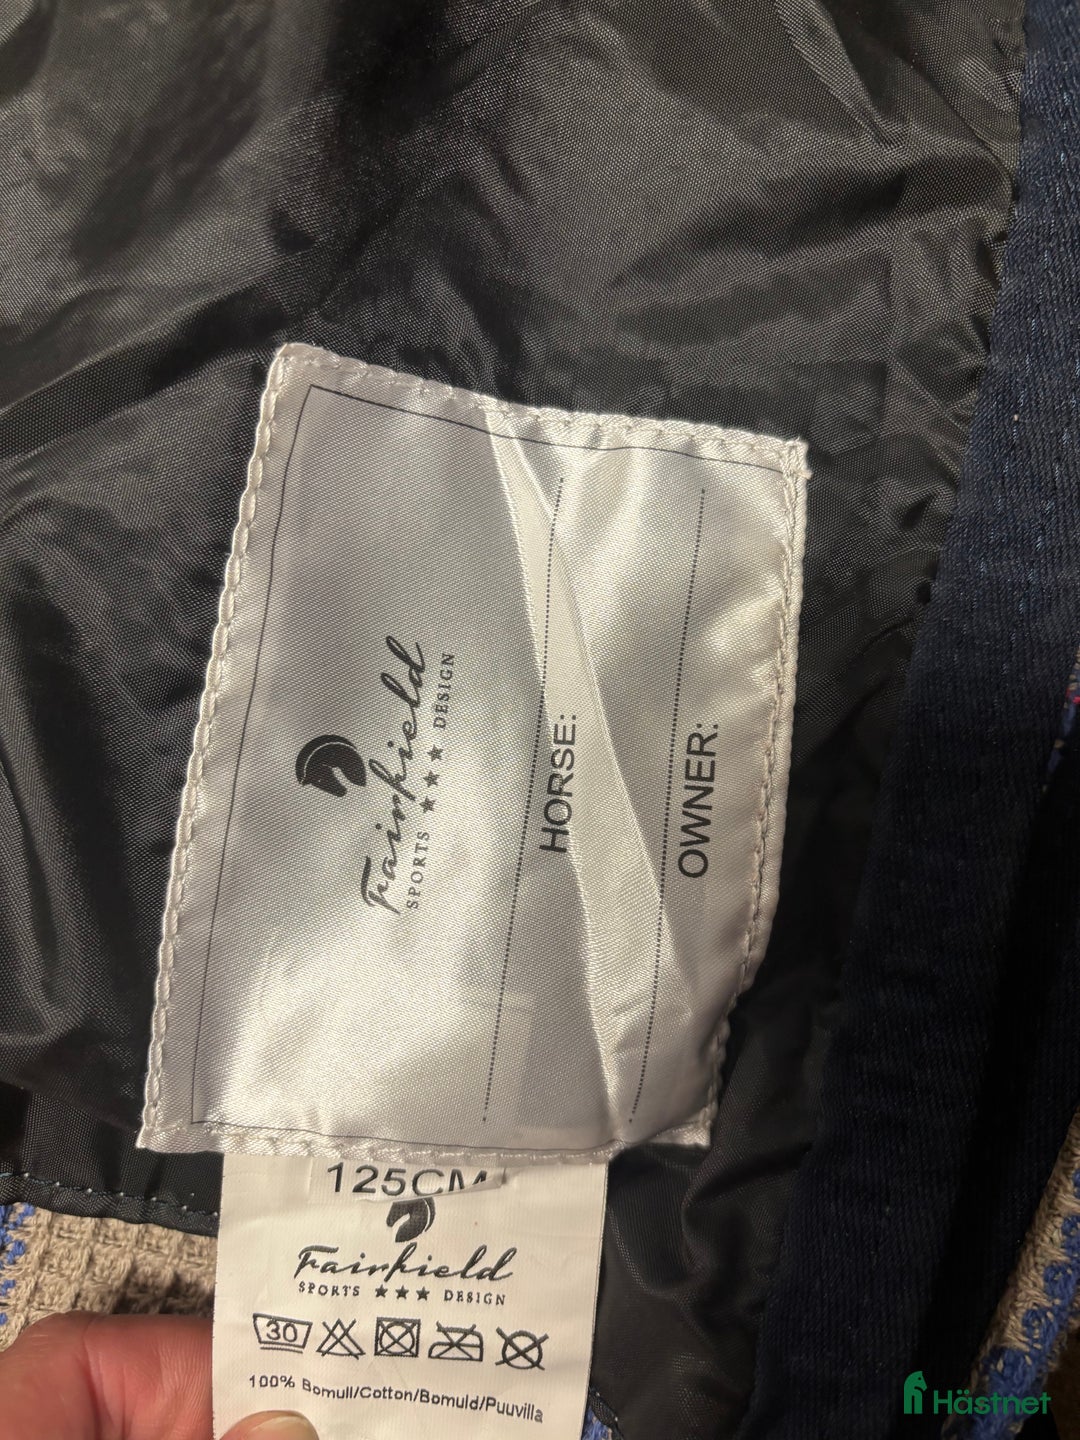 Fairfield
SPORTS ★★★ DESIGN
HORSE:
OWNER:
125CM
Fairfield
SPORTS ★★★ DESIGN
30
100% Bomull/Cotton/Bomuld/Puuvilla
Hästnet